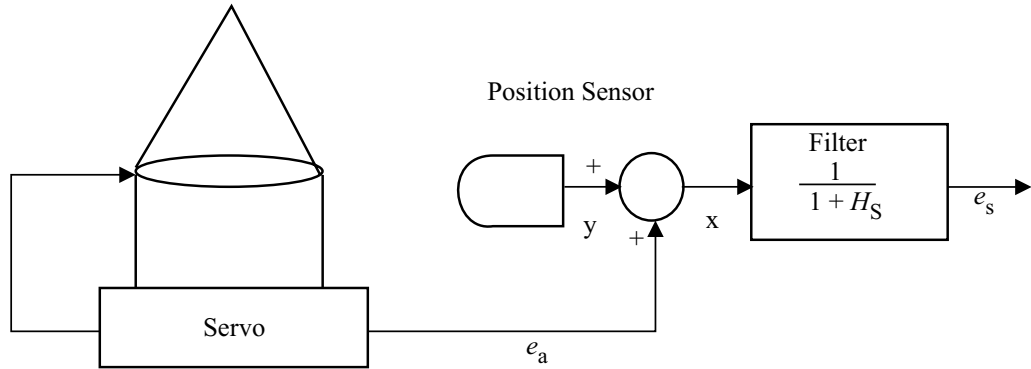 Position Sensor
Filter
1
1 + H_S
+
y
+
x
e_s
Servo
e_a